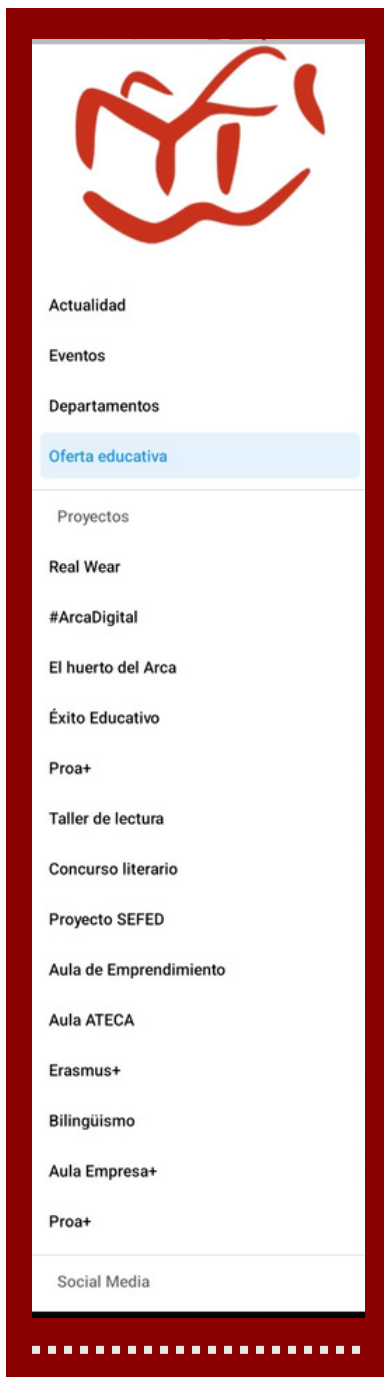 Actualidad
Eventos
Departamentos
Oferta educativa
Proyectos
Real Wear
#ArcaDigital
El huerto del Arca
Éxito Educativo
Proa+
Taller de lectura
Concurso literario
Proyecto SEFED
Aula de Emprendimiento
Aula ATECA
Erasmus+
Bilingüismo
Aula Empresa+
Proa+
Social Media